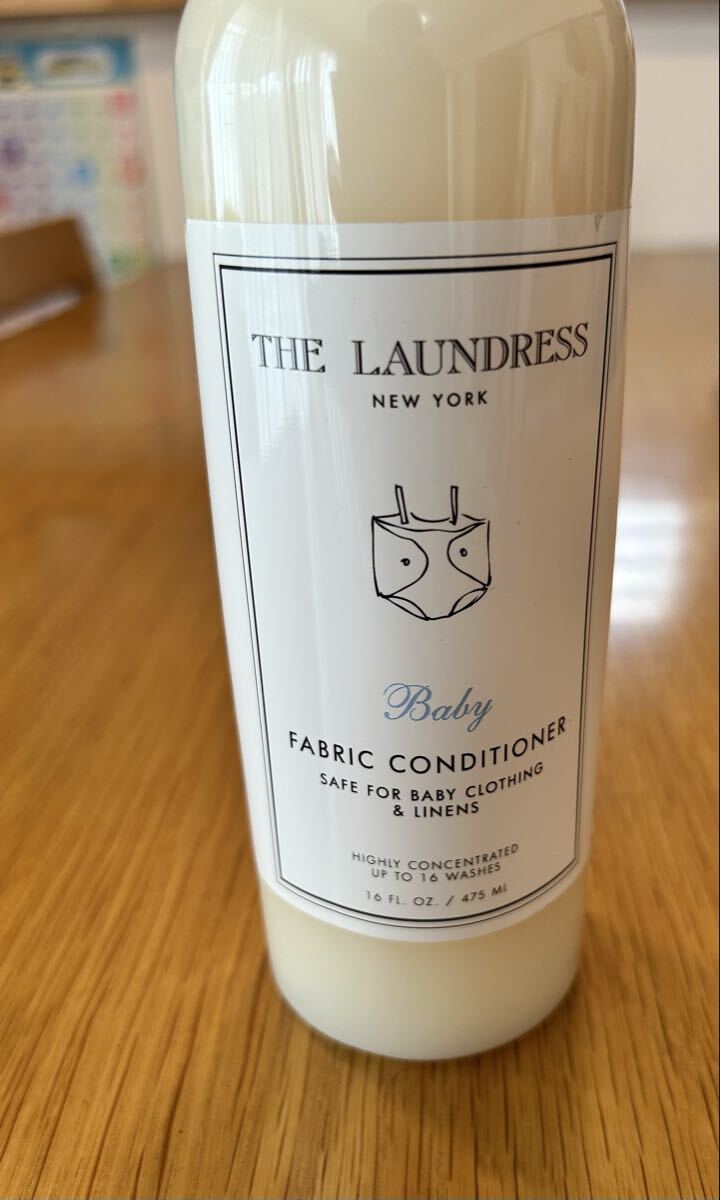 THE LAUNDRESS
NEW YORK
Baby
FABRIC CONDITIONER
SAFE FOR BABY CLOTHING
& LINENS
HIGHLY CONCENTRATED
UP TO 16 WASHES
16 FL. OZ. / 475 ML